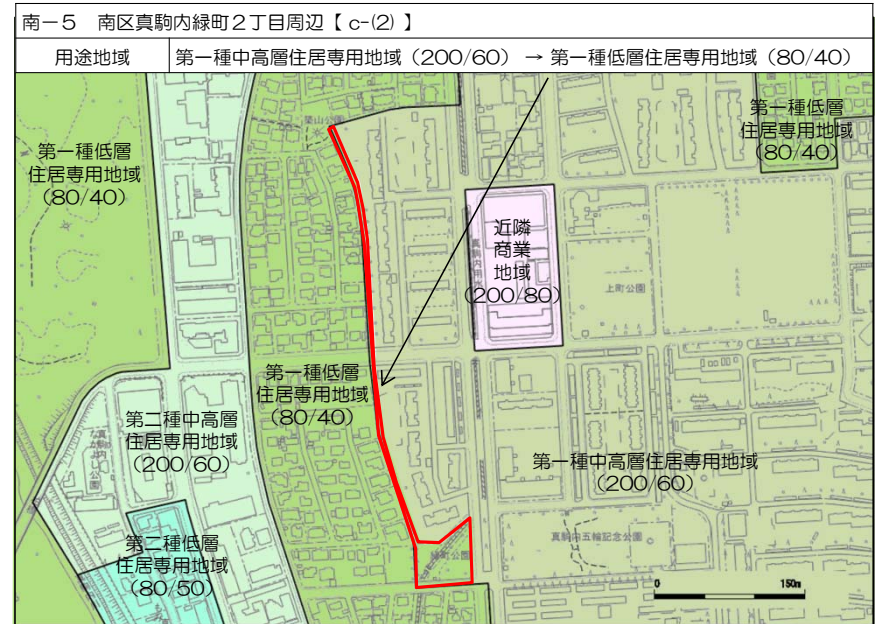 南－５　南区真駒内緑町２丁目周辺【 c-(2) 】
用途地域
第一種中高層住居専用地域（200/60） → 第一種低層住居専用地域（80/40）
第一種低層
住居専用地域
（80/40）
第一種低層
住居専用地域
（80/40）
近隣
商業
地域
（200/80）
上町公園
第一種低層
住居専用地域
（80/40）
第二種中高層
住居専用地域
（200/60）
第一種中高層住居専用地域
（200/60）
第二種低層
住居専用地域
（80/50）
緑町公園
真駒内五輪記念公園
0
150m